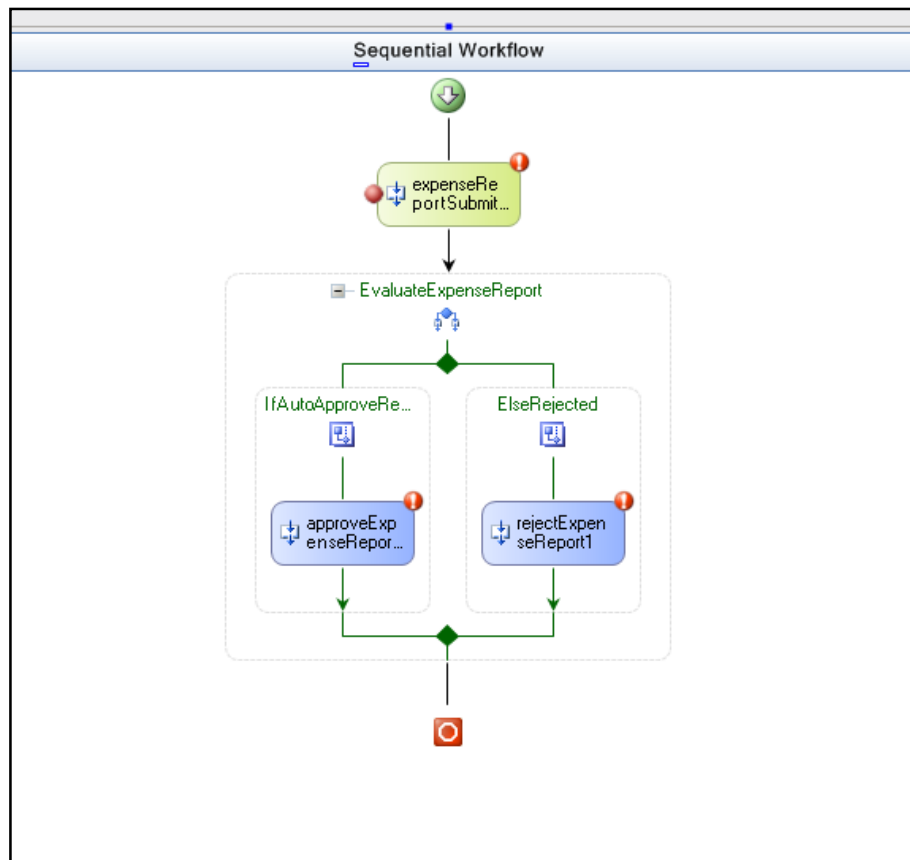 Sequential Workflow
expenseRe
portSubmit...
EvaluateExpenseReport
IfAutoApproveRe...
ElseRejected
approveExp
enseRepor...
rejectExpen
seReport1